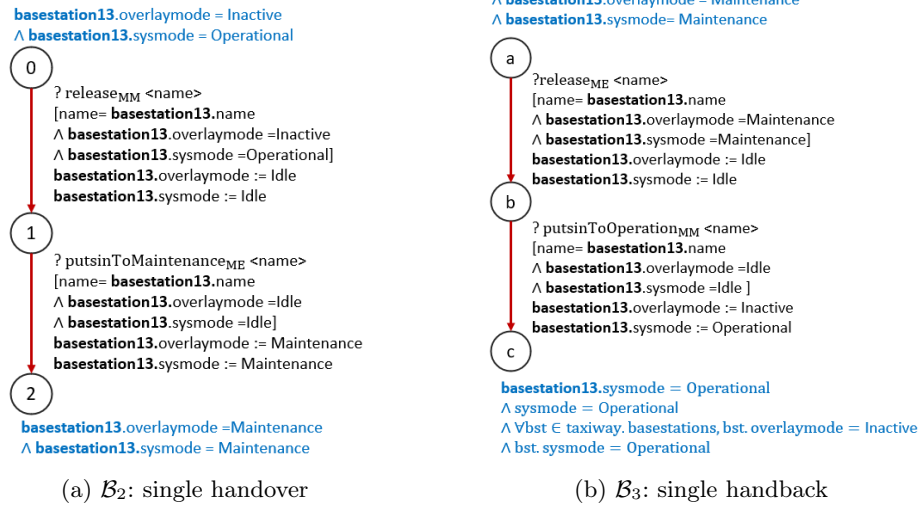 basestation13.overlaymode = Inactive
∧ basestation13.sysmode = Operational
0
? releaseMM <name>
[name= basestation13.name
∧ basestation13.overlaymode =Inactive
∧ basestation13.sysmode =Operational]
basestation13.overlaymode := Idle
basestation13.sysmode := Idle
1
? putsinToMaintenanceME <name>
[name= basestation13.name
∧ basestation13.overlaymode =Idle
∧ basestation13.sysmode =Idle]
basestation13.overlaymode := Maintenance
basestation13.sysmode := Maintenance
2
basestation13.overlaymode =Maintenance
∧ basestation13.sysmode = Maintenance
(a) B2: single handover
∧ basestation13.overlaymode = Maintenance
∧ basestation13.sysmode= Maintenance
a
?releaseME <name>
[name= basestation13.name
∧ basestation13.overlaymode =Maintenance
∧ basestation13.sysmode =Maintenance]
basestation13.overlaymode := Idle
basestation13.sysmode := Idle
b
? putsinToOperationMM <name>
[name= basestation13.name
∧ basestation13.overlaymode =Idle
∧ basestation13.sysmode =Idle ]
basestation13.overlaymode := Inactive
basestation13.sysmode := Operational
c
basestation13.sysmode = Operational
∧ sysmode = Operational
∧ ∀bst ∈ taxiway. basestations, bst. overlaymode = Inactive
∧ bst. sysmode = Operational
(b) B3: single handback